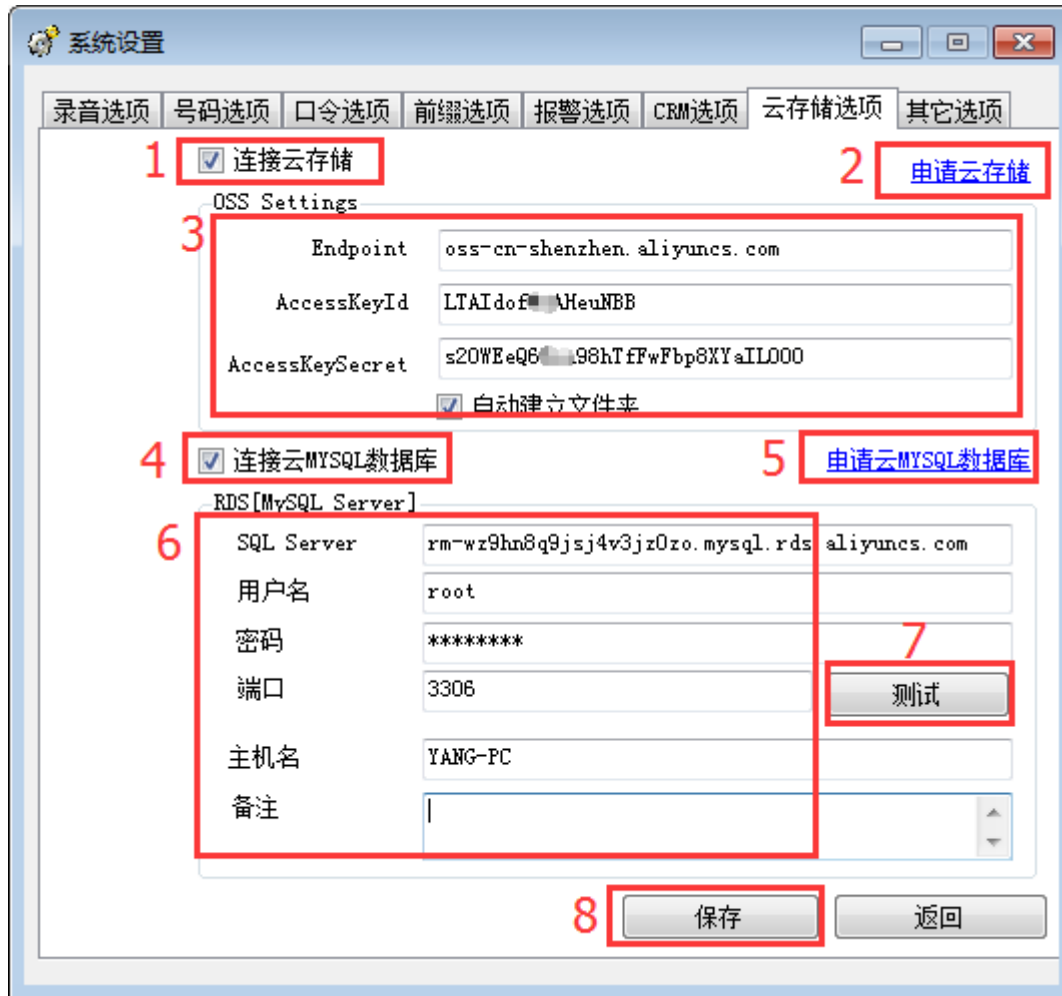 系统设置
录音选项 号码选项 口令选项 前缀选项 报警选项 CRM选项 云存储选项 其它选项
1 连接云存储 2 申请云存储
OSS Settings
3
Endpoint oss-cn-shenzhen.aliyuncs.com
AccessKeyId LTAIdof AHeuNBB
AccessKeySecret s2OWEeQ6 98hTfFwFbp8XYaILOOO
自动建立文件夹
4 连接云MYSQL数据库 5 申请云MYSQL数据库
RDS[MySQL Server]
6 SQL Server rm-wz9hn8q9jsj4v3jz0zo.mysql.rds.aliyuncs.com
用户名 root
密码 ********
7
端口 3306 测试
主机名 YANG-PC
备注
8 保存 返回